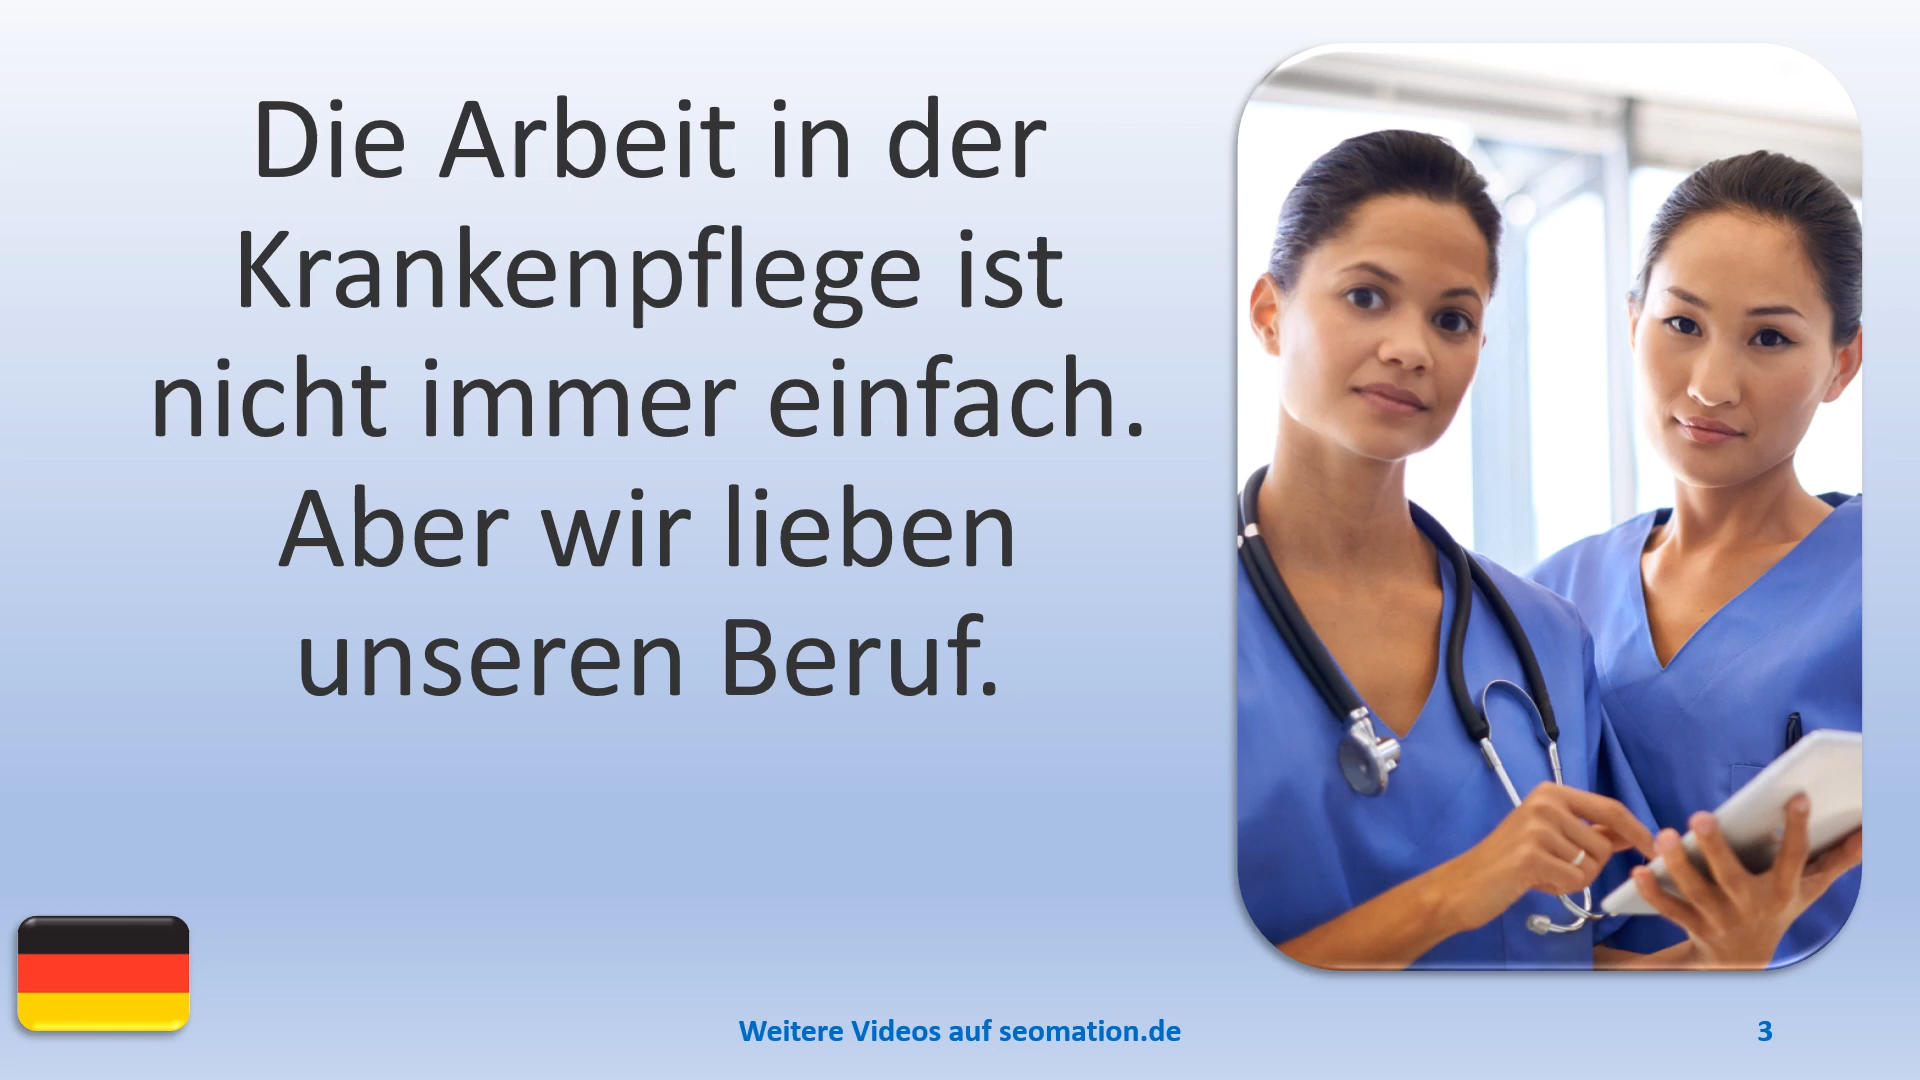 Die Arbeit in der
Krankenpflege ist
nicht immer einfach.
Aber wir lieben
unseren Beruf.
Weitere Videos auf seomation.de
3